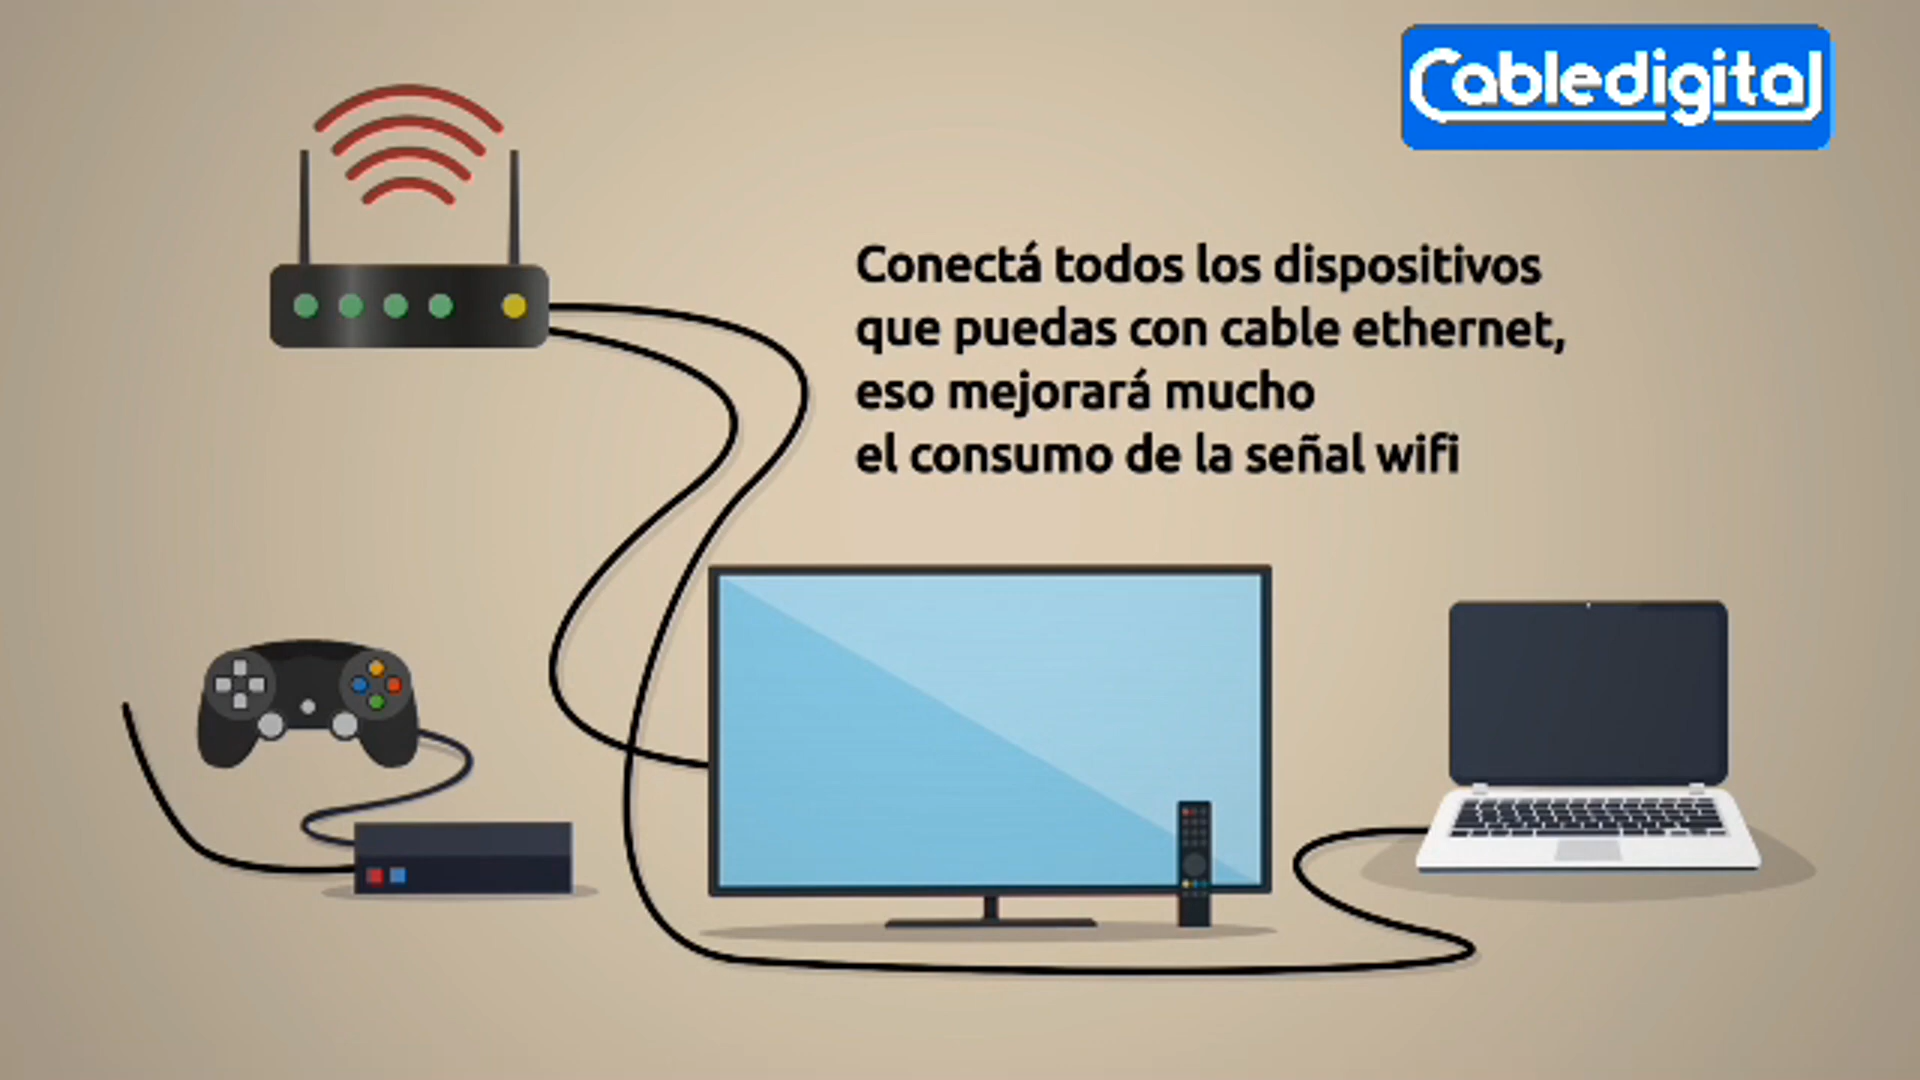 Cabledigital
Conectá todos los dispositivos
que puedas con cable ethernet,
eso mejorará mucho
el consumo de la señal wifi